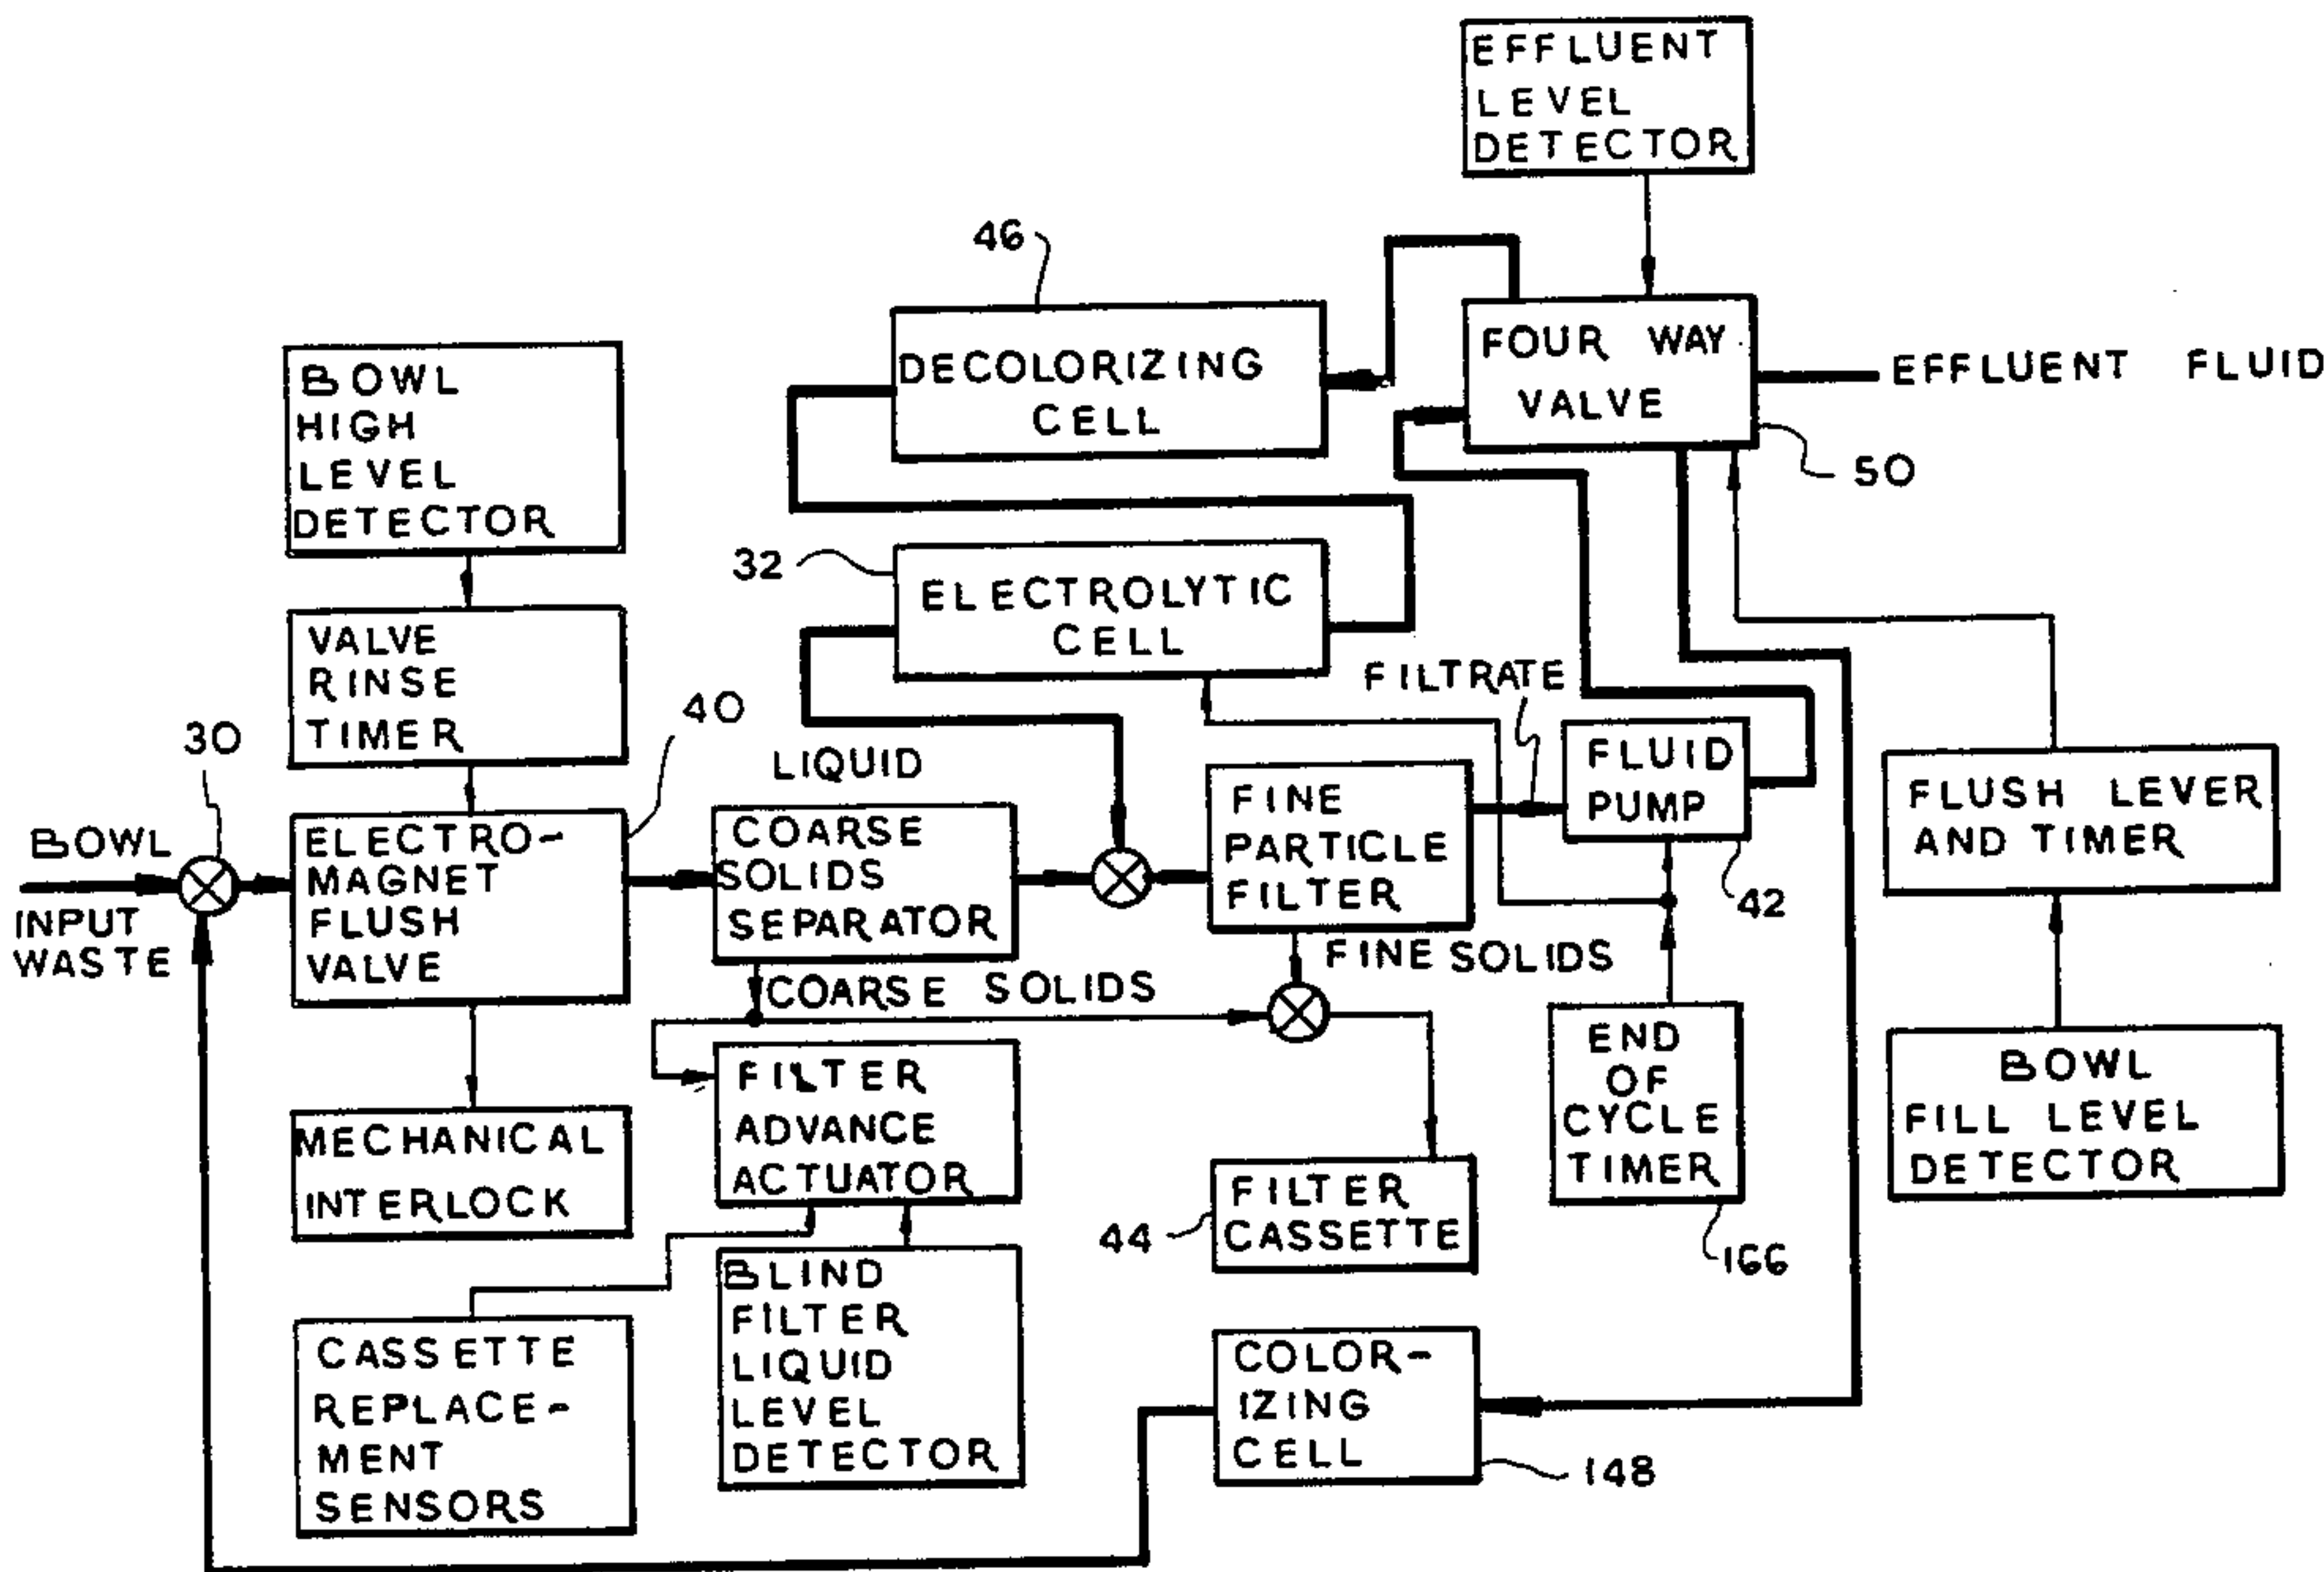 EFFLUENT
LEVEL
DETECTOR
46
DECOLORIZING
CELL
FOUR WAY
VALVE
EFFLUENT FLUID
50
BOWL
HIGH
LEVEL
DETECTOR
32
ELECTROLYTIC
CELL
VALVE
RINSE
TIMER
FILTRATE
30
40
LIQUID
FLUID
PUMP
42
FLUSH LEVER
AND TIMER
BOWL
INPUT
WASTE
ELECTRO-
MAGNET
FLUSH
VALVE
COARSE
SOLIDS
SEPARATOR
FINE
PARTICLE
FILTER
FINE SOLIDS
COARSE SOLIDS
END
OF
CYCLE
TIMER
166
BOWL
FILL LEVEL
DETECTOR
MECHANICAL
INTERLOCK
FILTER
ADVANCE
ACTUATOR
44
FILTER
CASSETTE
CASSETTE
REPLACE-
MENT
SENSORS
BLIND
FILTER
LIQUID
LEVEL
DETECTOR
COLOR-
IZING
CELL
148